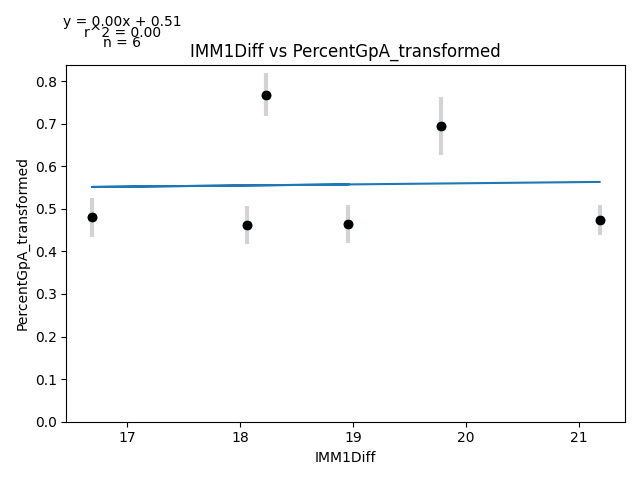 y = 0.00x + 0.51
r^2 = 0.00
n = 6
IMM1Diff vs PercentGpA_transformed
0.8
0.7
0.6
0.5
0.4
0.3
0.2
0.1
0.0
PercentGpA_transformed
17 18 19 20 21
IMM1Diff